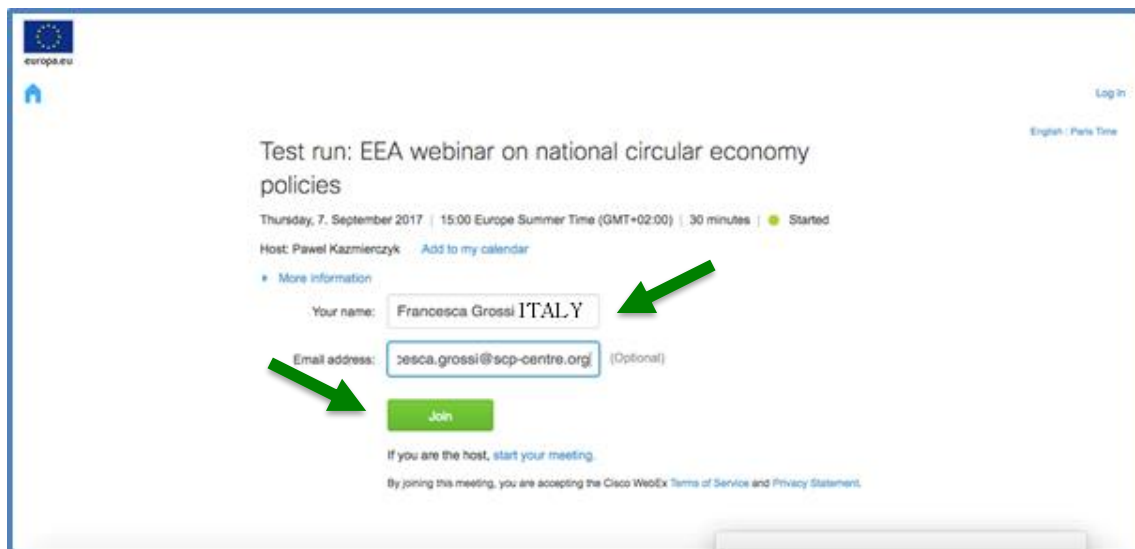 europa.eu
Log In
English : Paris Time
Test run: EEA webinar on national circular economy
policies
Thursday, 7. September 2017 | 15:00 Europe Summer Time (GMT+02:00) | 30 minutes | Started
Host: Pawel Kazmierczyk Add to my calendar
More information
Your name: Francesca Grossi ITALY
Email address: cesca.grossi@scp-centre.org (Optional)
Join
If you are the host, start your meeting.
By joining this meeting, you are accepting the Cisco WebEx Terms of Service and Privacy Statement.